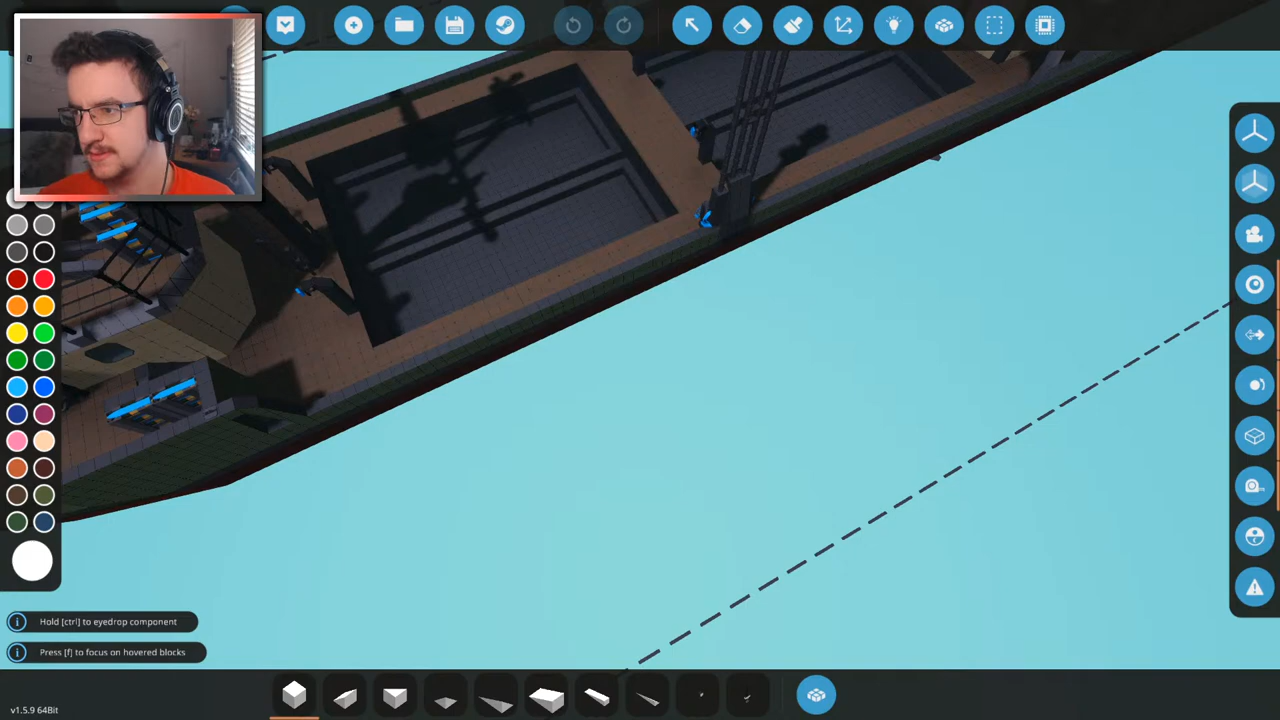 Hold [ctrl] to eyedrop component
Press [f] to focus on hovered blocks
v1.5.9 64Bit